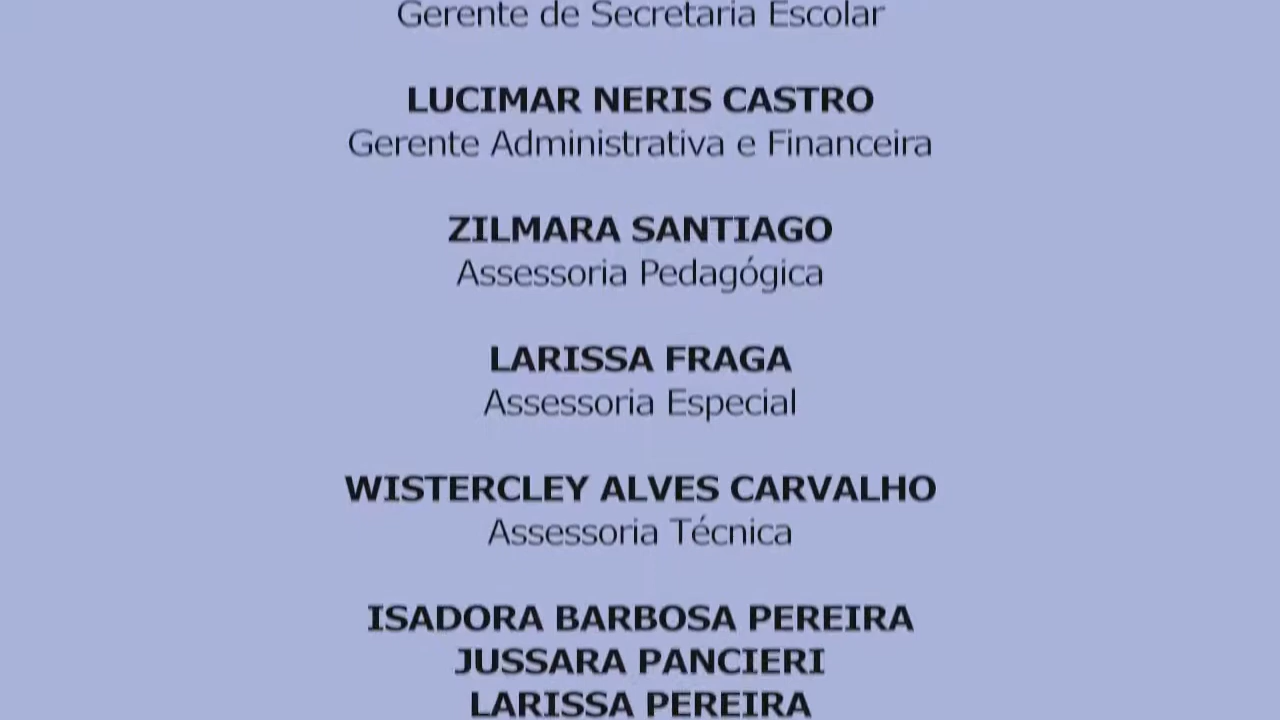 Gerente de Secretaria Escolar
LUCIMAR NERIS CASTRO
Gerente Administrativa e Financeira
ZILMARA SANTIAGO
Assessoria Pedagógica
LARISSA FRAGA
Assessoria Especial
WISTERCLEY ALVES CARVALHO
Assessoria Técnica
ISADORA BARBOSA PEREIRA
JUSSARA PANCIERI
LARISSA PEREIRA